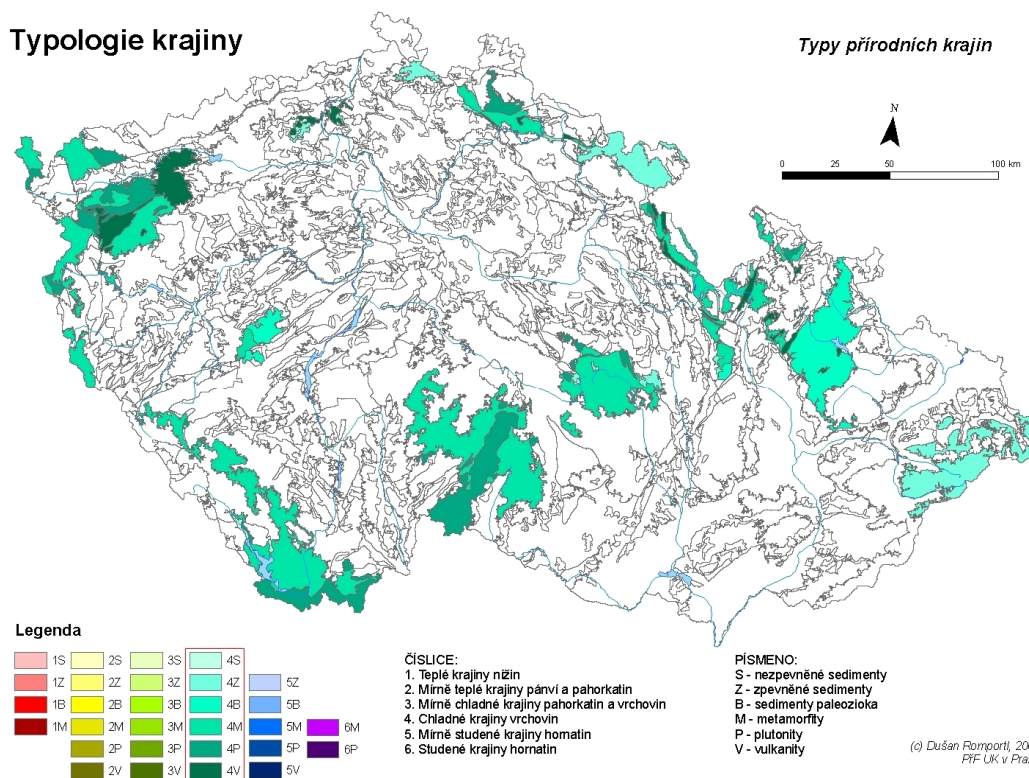 Typologie krajiny
Typy přírodních krajin
N
0 25 50 100 km
Legenda
1S 2S 3S 4S
1Z 2Z 3Z 4Z 5Z
1B 2B 3B 4B 5B
1M 2M 3M 4M 5M 6M
2P 3P 4P 5P 6P
2V 3V 4V 5V
ČÍSLICE:
1. Teplé krajiny nížin
2. Mírně teplé krajiny pánví a pahorkatin
3. Mírně chladné krajiny pahorkatin a vrchovin
4. Chladné krajiny vrchovin
5. Mírně studené krajiny hornatin
6. Studené krajiny hornatin
PÍSMENO:
S - nezpevněné sedimenty
Z - zpevněné sedimenty
B - sedimenty paleozoika
M - metamorfity
P - plutonity
V - vulkanity
(c) Dušan Romportl,
PřF UK v